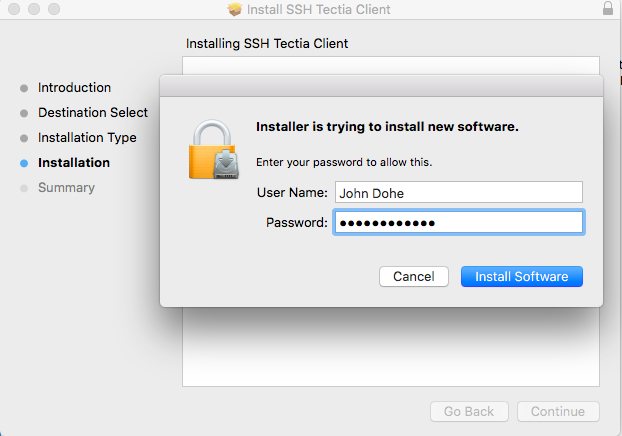 Install SSH Tectia Client
Installing SSH Tectia Client
Introduction
Destination Select
Installation Type
Installation
Summary
Installer is trying to install new software.
Enter your password to allow this.
User Name: John Dohe
Password: ●●●●●●●●●●●●
Cancel Install Software
Go Back Continue